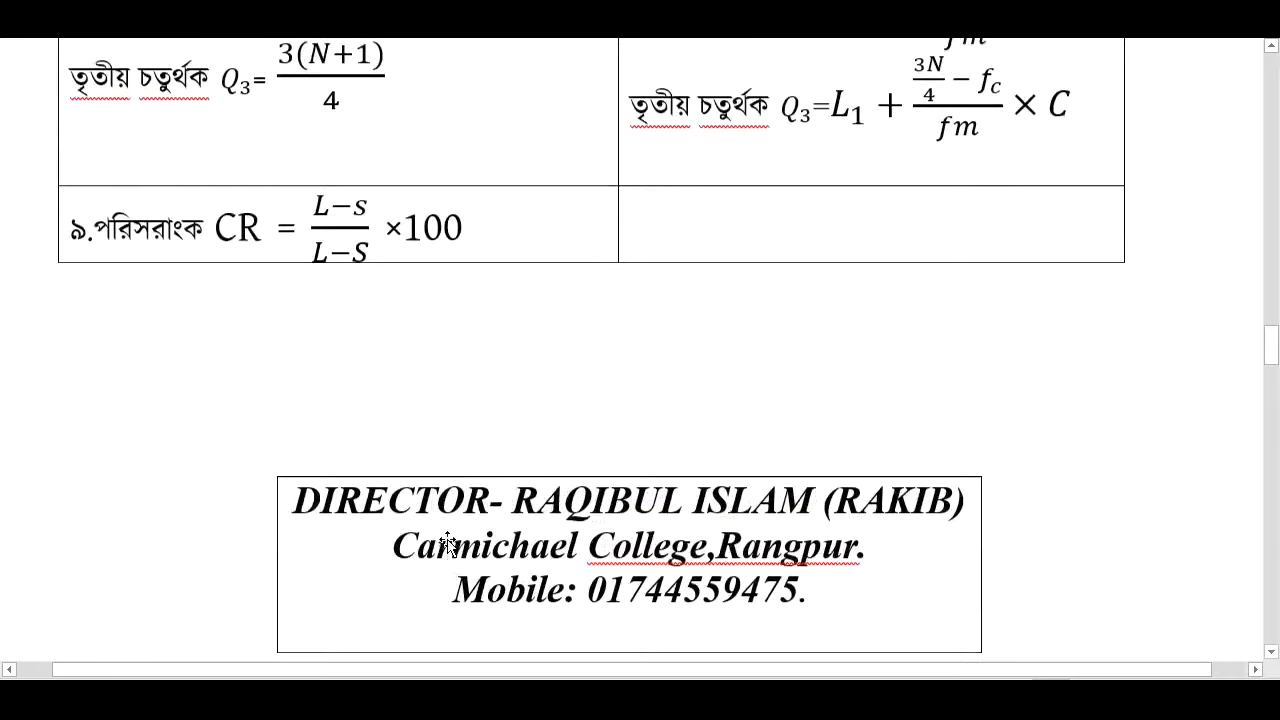 তৃতীয় চতুর্থক Q₃= 3(N+1)/4
fm
তৃতীয় চতুর্থক Q₃=L₁ + (3N/4 − f_c)/fm × C
৯.পরিসরাংক CR = (L−s)/(L−S) ×100
DIRECTOR- RAQIBUL ISLAM (RAKIB)
Carmichael College,Rangpur.
Mobile: 01744559475.